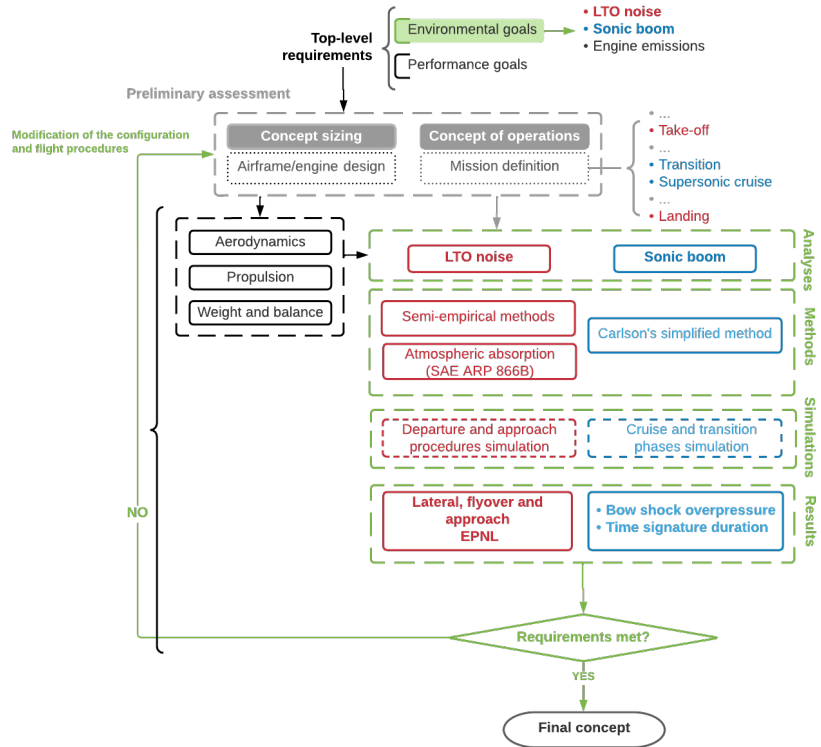 Top-level
requirements
Environmental goals
Performance goals
• LTO noise
• Sonic boom
• Engine emissions
Preliminary assessment
Modification of the configuration
and flight procedures
Concept sizing
Airframe/engine design
Concept of operations
Mission definition
• ...
• Take-off
• ...
• Transition
• Supersonic cruise
• ...
• Landing
Aerodynamics
Propulsion
Weight and balance
LTO noise
Sonic boom
Analyses
Semi-empirical methods
Atmospheric absorption
(SAE ARP 866B)
Carlson's simplified method
Methods
Departure and approach
procedures simulation
Cruise and transition
phases simulation
Simulations
Lateral, flyover and
approach
EPNL
• Bow shock overpressure
• Time signature duration
Results
NO
Requirements met?
YES
Final concept